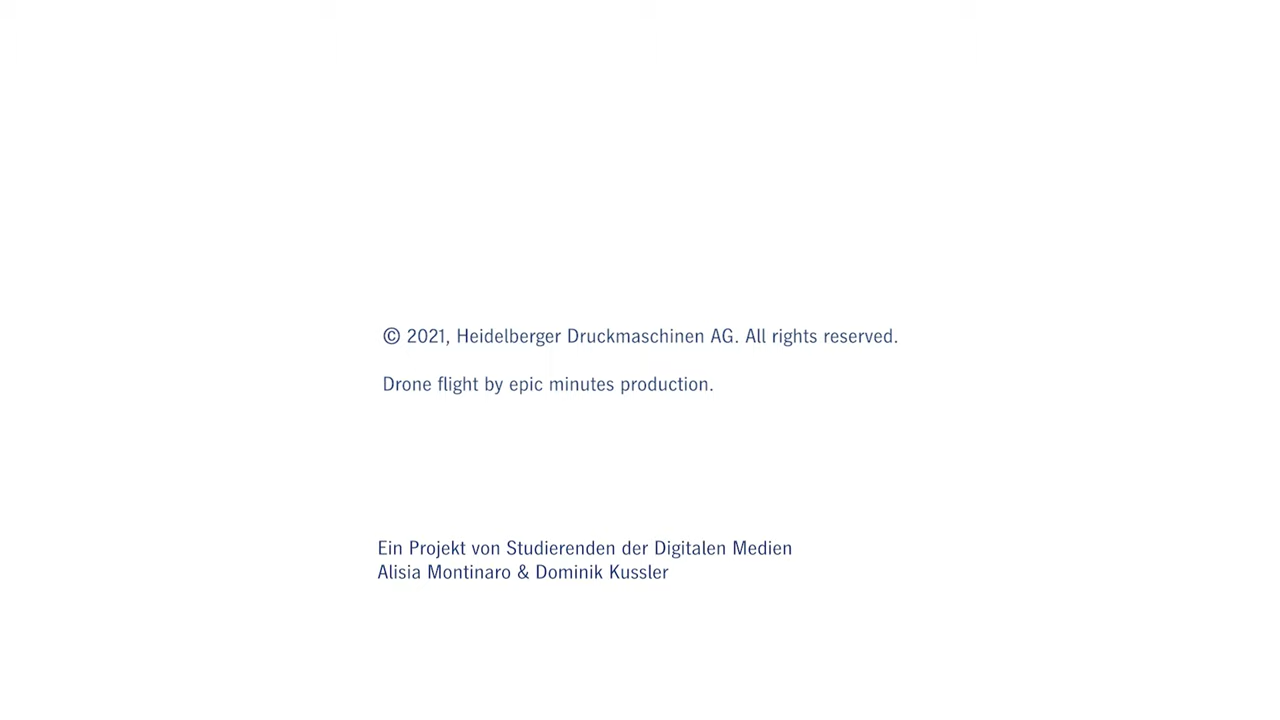 © 2021, Heidelberger Druckmaschinen AG. All rights reserved.
Drone flight by epic minutes production.
Ein Projekt von Studierenden der Digitalen Medien
Alisia Montinaro & Dominik Kussler